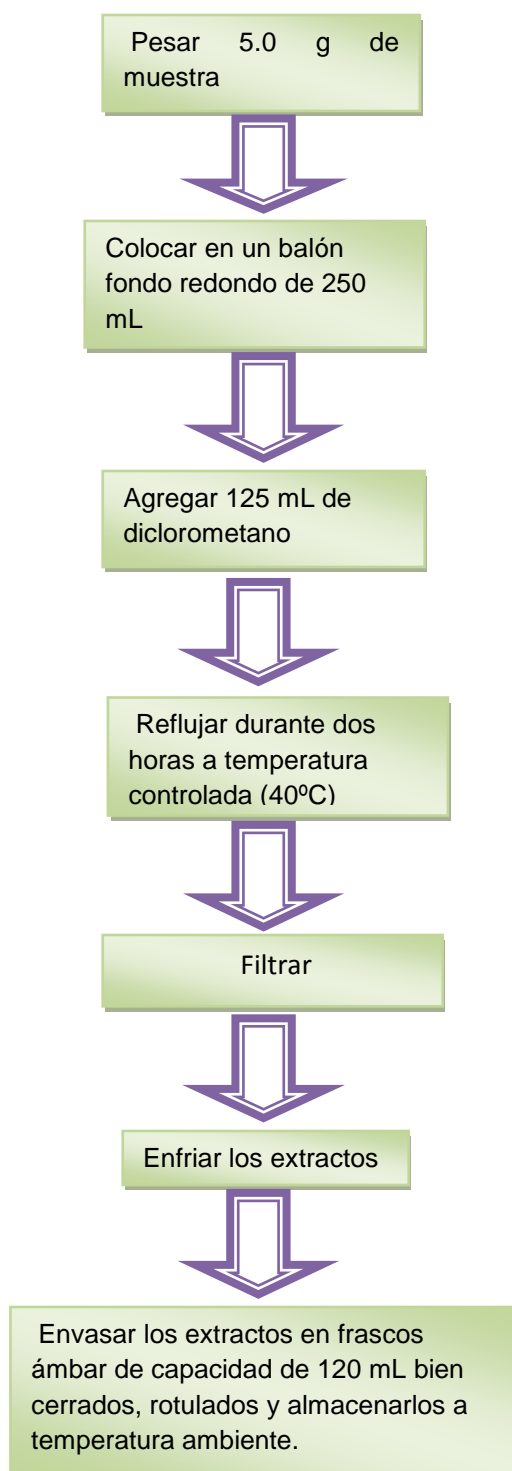 Pesar 5.0 g de
muestra
Colocar en un balón
fondo redondo de 250
mL
Agregar 125 mL de
diclorometano
Reflujar durante dos
horas a temperatura
controlada (40ºC)
Filtrar
Enfriar los extractos
Envasar los extractos en frascos
ámbar de capacidad de 120 mL bien
cerrados, rotulados y almacenarlos a
temperatura ambiente.